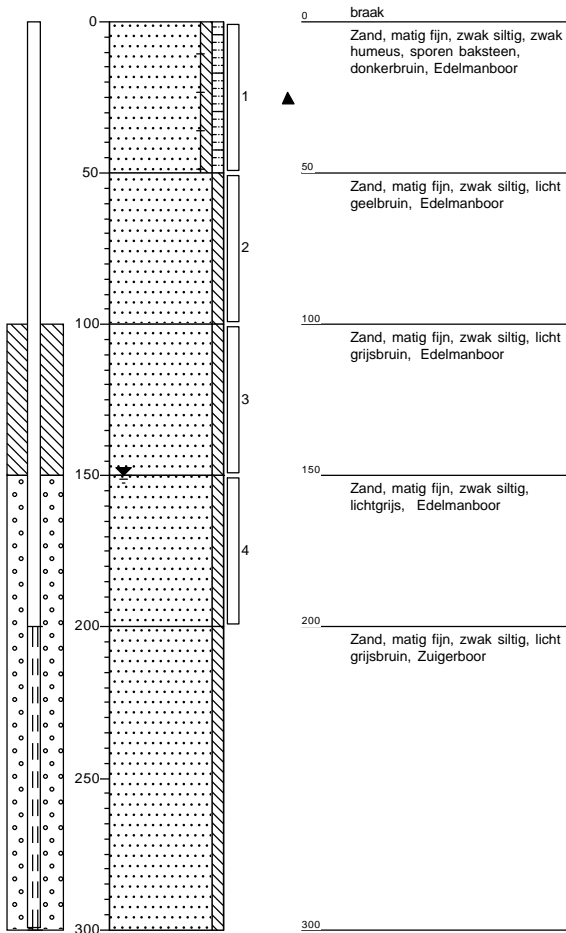 0
50
100
150
200
250
300
1
2
3
4
0
braak
Zand, matig fijn, zwak siltig, zwak
humeus, sporen baksteen,
donkerbruin, Edelmanboor
50
Zand, matig fijn, zwak siltig, licht
geelbruin, Edelmanboor
100
Zand, matig fijn, zwak siltig, licht
grijsbruin, Edelmanboor
150
Zand, matig fijn, zwak siltig,
lichtgrijs, Edelmanboor
200
Zand, matig fijn, zwak siltig, licht
grijsbruin, Zuigerboor
300